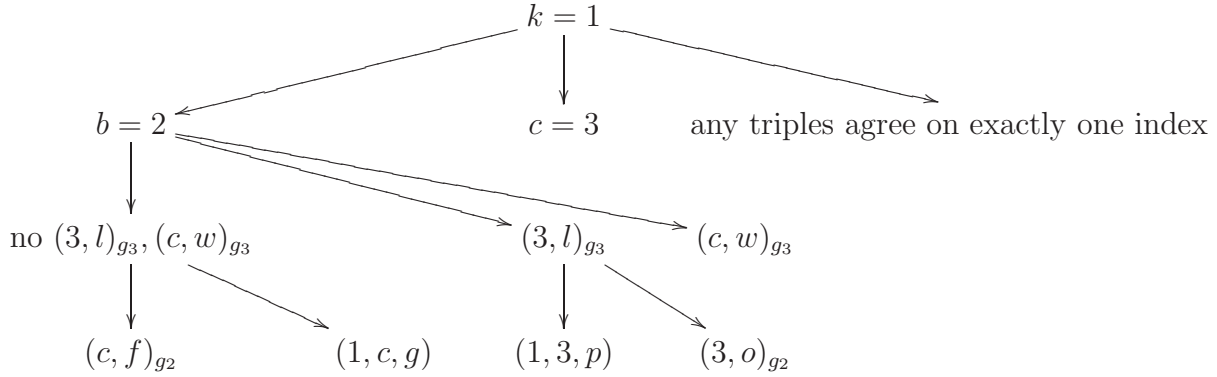 k = 1
b = 2 c = 3 any triples agree on exactly one index
no (3, l)_{g_3}, (c, w)_{g_3} (3, l)_{g_3} (c, w)_{g_3}
(c, f)_{g_2} (1, c, g) (1, 3, p) (3, o)_{g_2}